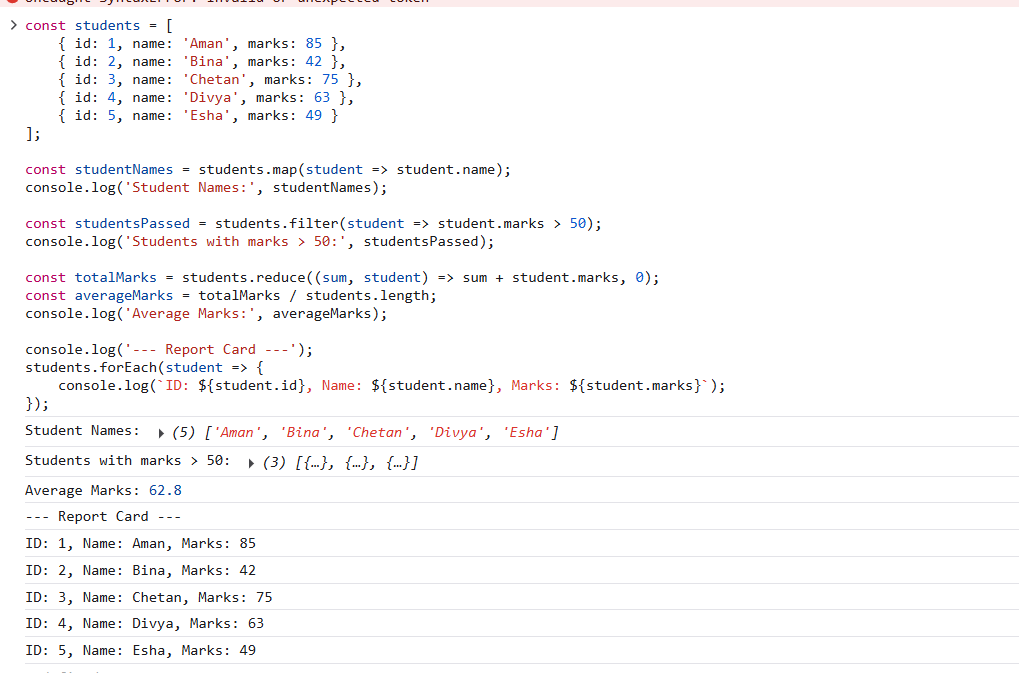 Uncaught SyntaxError: Invalid or unexpected token
const students = [
    { id: 1, name: 'Aman', marks: 85 },
    { id: 2, name: 'Bina', marks: 42 },
    { id: 3, name: 'Chetan', marks: 75 },
    { id: 4, name: 'Divya', marks: 63 },
    { id: 5, name: 'Esha', marks: 49 }
];
const studentNames = students.map(student => student.name);
console.log('Student Names:', studentNames);
const studentsPassed = students.filter(student => student.marks > 50);
console.log('Students with marks > 50:', studentsPassed);
const totalMarks = students.reduce((sum, student) => sum + student.marks, 0);
const averageMarks = totalMarks / students.length;
console.log('Average Marks:', averageMarks);
console.log('--- Report Card ---');
students.forEach(student => {
    console.log(`ID: ${student.id}, Name: ${student.name}, Marks: ${student.marks}`);
});
Student Names: (5) ['Aman', 'Bina', 'Chetan', 'Divya', 'Esha']
Students with marks > 50: (3) [{…}, {…}, {…}]
Average Marks: 62.8
--- Report Card ---
ID: 1, Name: Aman, Marks: 85
ID: 2, Name: Bina, Marks: 42
ID: 3, Name: Chetan, Marks: 75
ID: 4, Name: Divya, Marks: 63
ID: 5, Name: Esha, Marks: 49